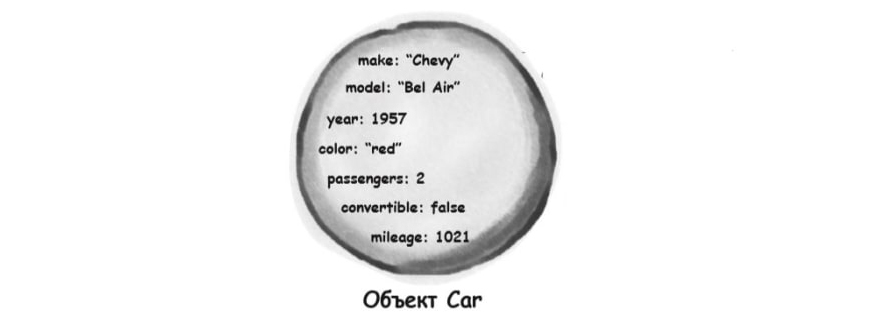 make: “Chevy”
model: “Bel Air”
year: 1957
color: “red”
passengers: 2
convertible: false
mileage: 1021
Объект Car